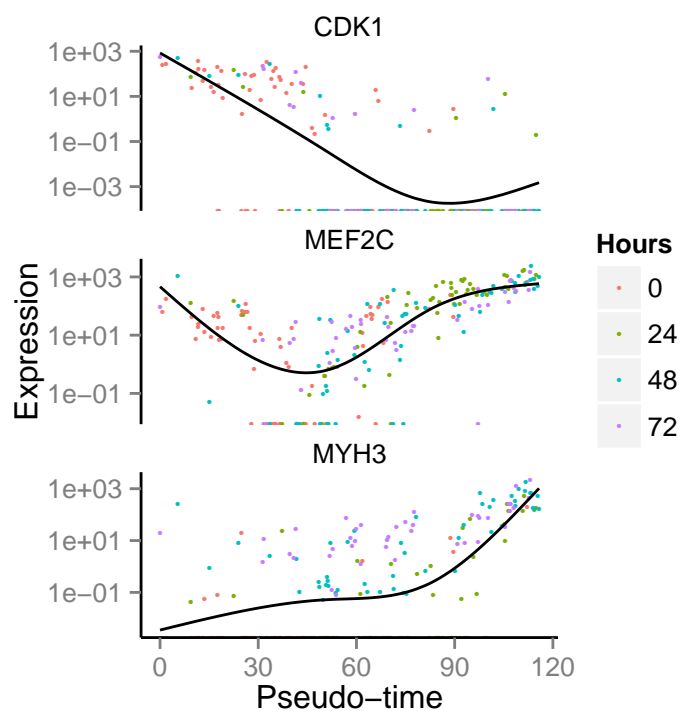 CDK1
1e+03
1e+01
1e−01
1e−03
MEF2C
1e+03
1e+01
1e−01
MYH3
1e+03
1e+01
1e−01
0
30
60
90
120
Pseudo−time
Expression
Hours
0
24
48
72